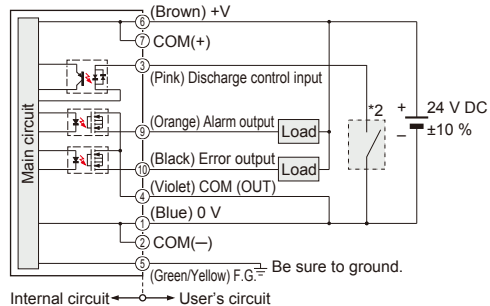 (Brown) +V
6
7 COM(+)
3
(Pink) Discharge control input
Main circuit
*2
+ 24 V DC
− ±10 %
(Orange) Alarm output
9
Load
(Black) Error output
10
Load
(Violet) COM (OUT)
4
(Blue) 0 V
1
2 COM(—)
5
(Green/Yellow) F.G.
Be sure to ground.
Internal circuit
User's circuit